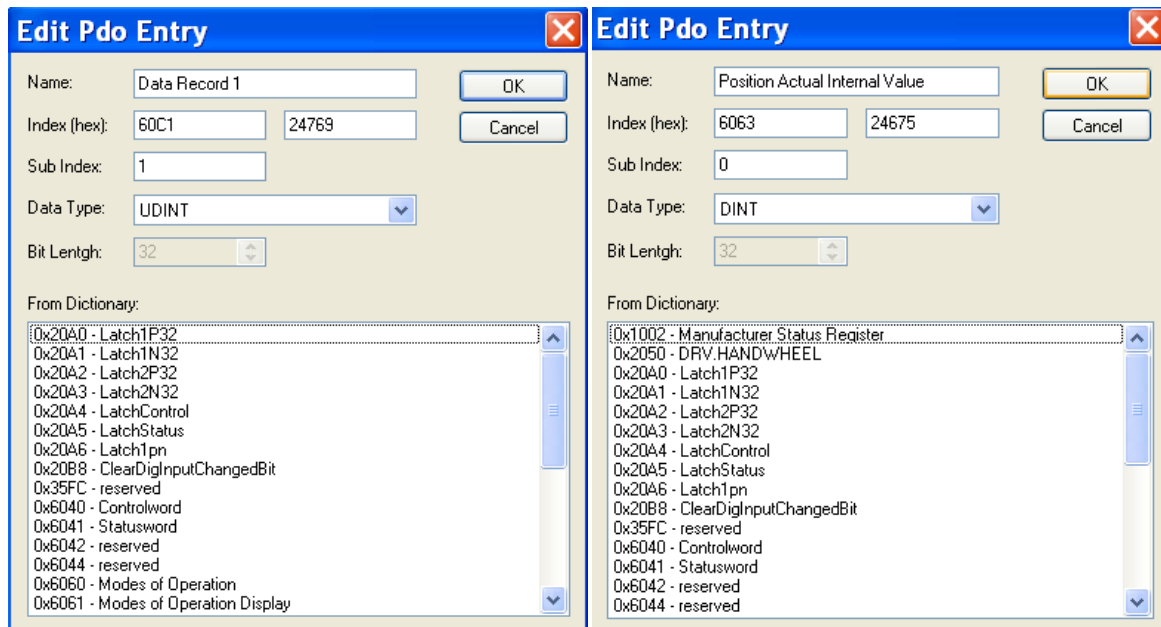 Edit Pdo Entry
Name: Data Record 1 OK
Index (hex): 60C1 24769 Cancel
Sub Index: 1
Data Type: UDINT
Bit Lentgh: 32
From Dictionary:
0x20A0 - Latch1P32
0x20A1 - Latch1N32
0x20A2 - Latch2P32
0x20A3 - Latch2N32
0x20A4 - LatchControl
0x20A5 - LatchStatus
0x20A6 - Latch1pn
0x20B8 - ClearDigInputChangedBit
0x35FC - reserved
0x6040 - Controlword
0x6041 - Statusword
0x6042 - reserved
0x6044 - reserved
0x6060 - Modes of Operation
0x6061 - Modes of Operation Display
Edit Pdo Entry
Name: Position Actual Internal Value OK
Index (hex): 6063 24675 Cancel
Sub Index: 0
Data Type: DINT
Bit Lentgh: 32
From Dictionary:
0x1002 - Manufacturer Status Register
0x2050 - DRV.HANDWHEEL
0x20A0 - Latch1P32
0x20A1 - Latch1N32
0x20A2 - Latch2P32
0x20A3 - Latch2N32
0x20A4 - LatchControl
0x20A5 - LatchStatus
0x20A6 - Latch1pn
0x20B8 - ClearDigInputChangedBit
0x35FC - reserved
0x6040 - Controlword
0x6041 - Statusword
0x6042 - reserved
0x6044 - reserved